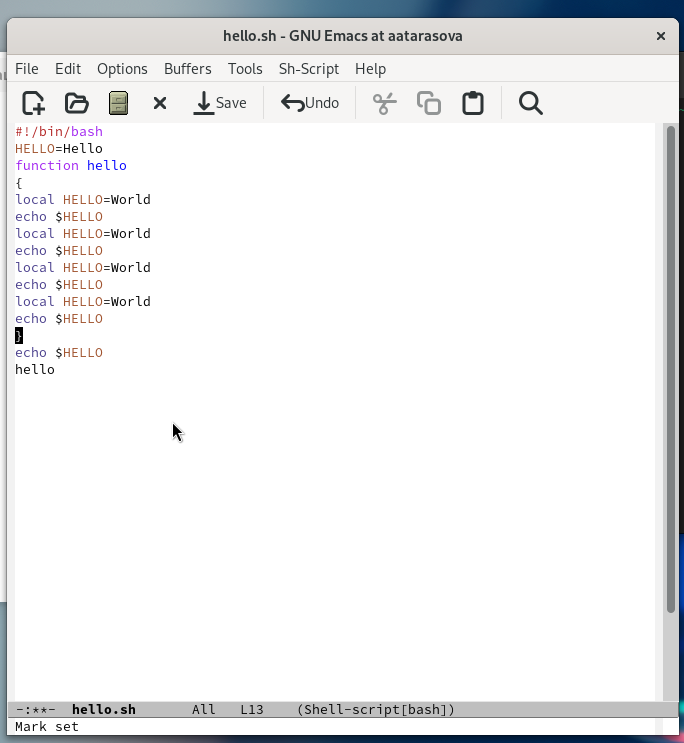 hello.sh - GNU Emacs at aatarasova
File Edit Options Buffers Tools Sh-Script Help
Save Undo
#!/bin/bash
HELLO=Hello
function hello
{
local HELLO=World
echo $HELLO
local HELLO=World
echo $HELLO
local HELLO=World
echo $HELLO
local HELLO=World
echo $HELLO
}
echo $HELLO
hello
-:**- hello.sh All L13 (Shell-script[bash])
Mark set